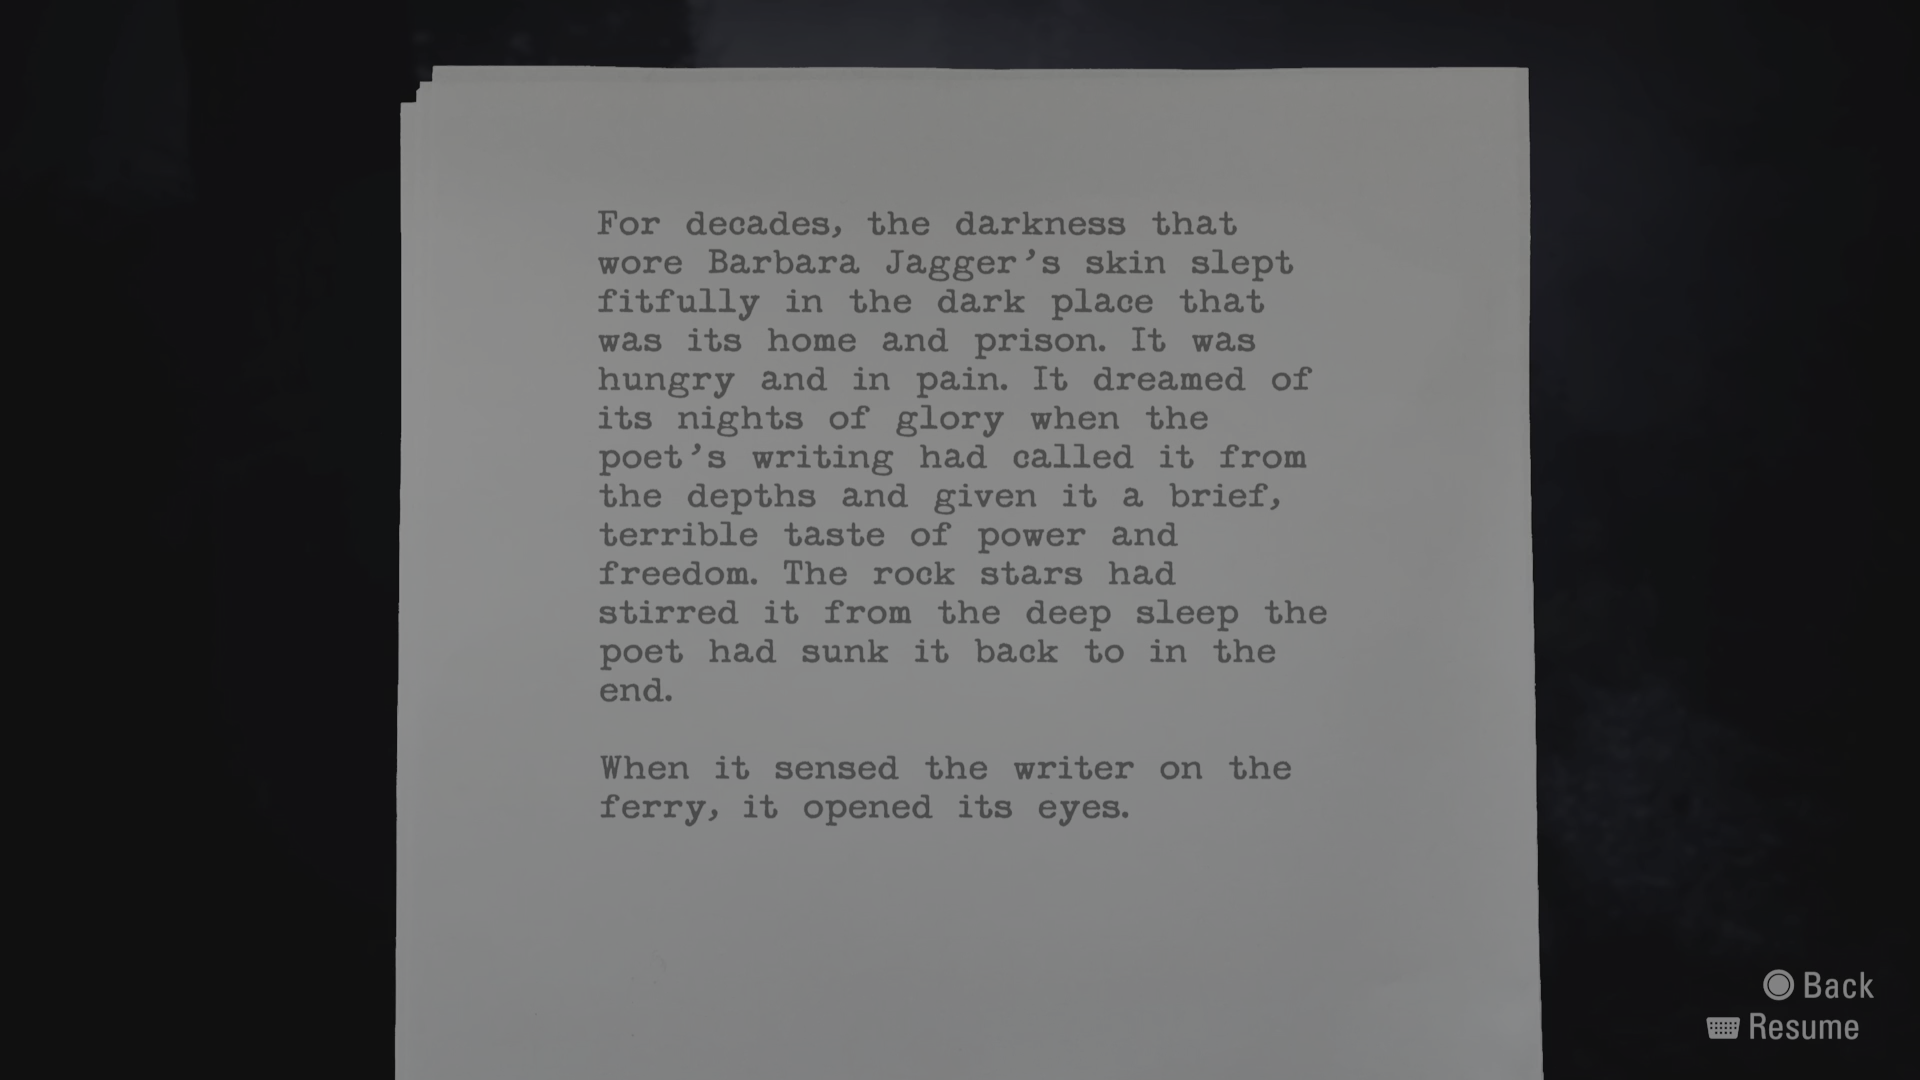 For decades, the darkness that
wore Barbara Jagger’s skin slept
fitfully in the dark place that
was its home and prison. It was
hungry and in pain. It dreamed of
its nights of glory when the
poet’s writing had called it from
the depths and given it a brief,
terrible taste of power and
freedom. The rock stars had
stirred it from the deep sleep the
poet had sunk it back to in the
end.
When it sensed the writer on the
ferry, it opened its eyes.
Back
Resume